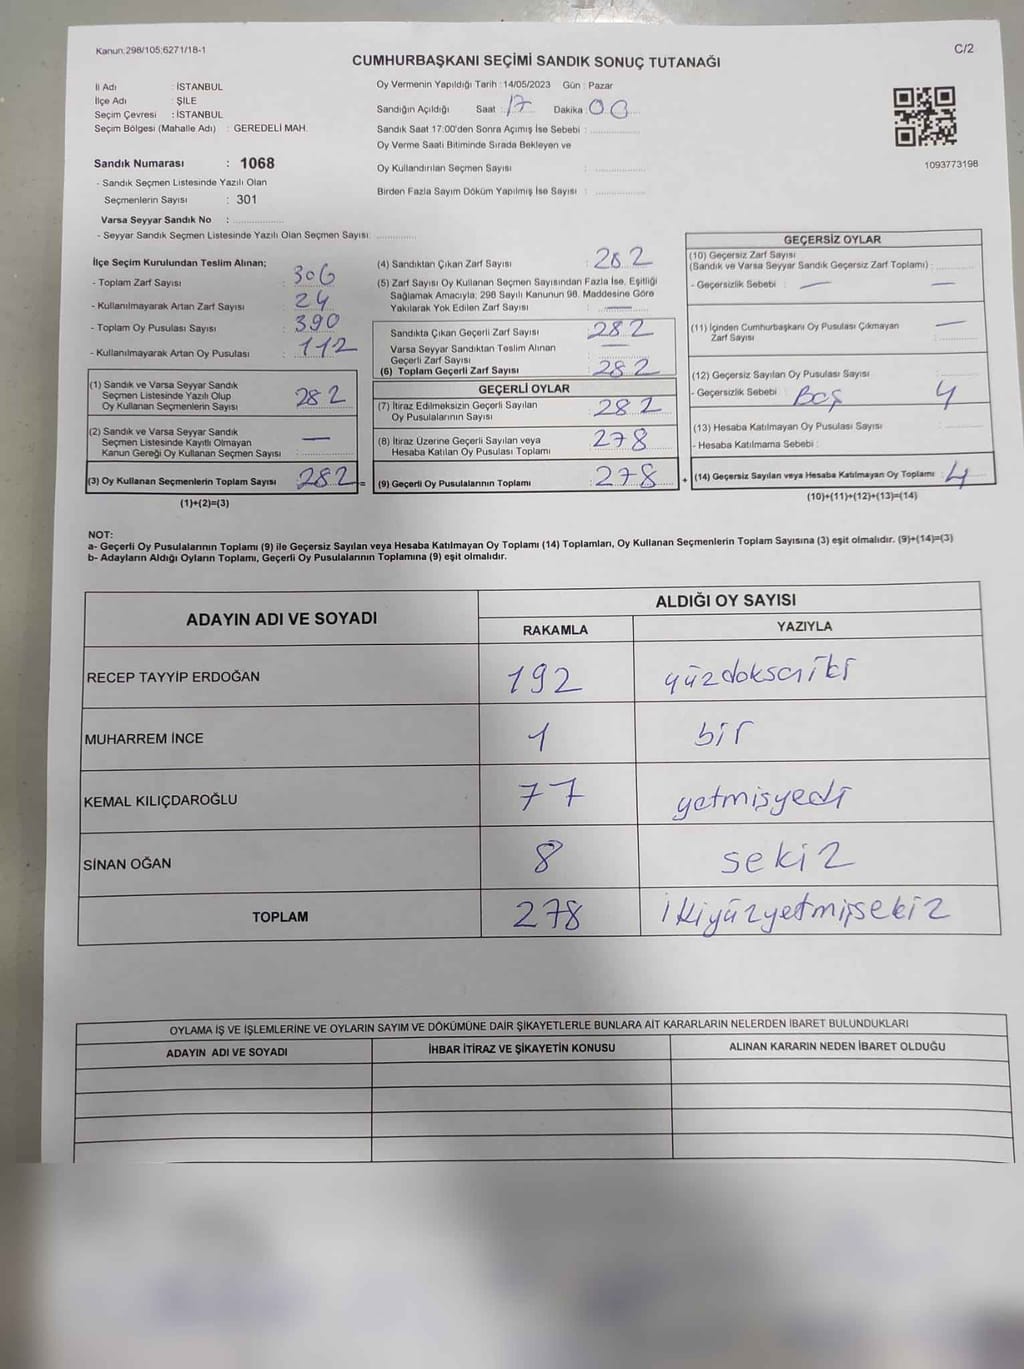 Kanun:298/105;6271/18-1
C/2
CUMHURBAŞKANI SEÇİMİ SANDIK SONUÇ TUTANAĞI
İl Adı : İSTANBUL
İlçe Adı : ŞİLE
Seçim Çevresi : İSTANBUL
Seçim Bölgesi (Mahalle Adı) : GEREDELİ MAH.
Sandık Numarası : 1068
- Sandık Seçmen Listesinde Yazılı Olan
Seçmenlerin Sayısı : 301
Varsa Seyyar Sandık No :
- Seyyar Sandık Seçmen Listesinde Yazılı Olan Seçmen Sayısı:
Oy Vermenin Yapıldığı Tarih : 14/05/2023 Gün : Pazar
Sandığın Açıldığı Saat : 17 Dakika : 00
Sandık Saat 17:00'den Sonra Açımış İse Sebebi :
Oy Verme Saati Bitiminde Sırada Bekleyen ve
Oy Kullandırılan Seçmen Sayısı :
Birden Fazla Sayım Döküm Yapılmış İse Sayısı :
1093773198
İlçe Seçim Kurulundan Teslim Alınan;
- Toplam Zarf Sayısı : 306
- Kullanılmayarak Artan Zarf Sayısı : 24
- Toplam Oy Pusulası Sayısı : 390
- Kullanılmayarak Artan Oy Pusulası : 112
(1) Sandık ve Varsa Seyyar Sandık
Seçmen Listesinde Yazılı Olup
Oy Kullanan Seçmenlerin Sayısı : 282
(2) Sandık ve Varsa Seyyar Sandık
Seçmen Listesinde Kayıtlı Olmayan
Kanun Gereği Oy Kullanan Seçmen Sayısı : —
(3) Oy Kullanan Seçmenlerin Toplam Sayısı : 282 =
(1)+(2)=(3)
(4) Sandıktan Çıkan Zarf Sayısı : 282
(5) Zarf Sayısı Oy Kullanan Seçmen Sayısından Fazla İse, Eşitliği
Sağlamak Amacıyla; 298 Sayılı Kanunun 98. Maddesine Göre
Yakılarak Yok Edilen Zarf Sayısı : —
Sandıkta Çıkan Geçerli Zarf Sayısı : 282
Varsa Seyyar Sandıktan Teslim Alınan
Geçerli Zarf Sayısı : —
(6) Toplam Geçerli Zarf Sayısı : 282
GEÇERLİ OYLAR
(7) İtiraz Edilmeksizin Geçerli Sayılan
Oy Pusulalarının Sayısı : 282
(8) İtiraz Üzerine Geçerli Sayılan veya
Hesaba Katılan Oy Pusulası Toplamı : 278
(9) Geçerli Oy Pusulalarının Toplamı : 278 +
GEÇERSİZ OYLAR
(10) Geçersiz Zarf Sayısı
(Sandık ve Varsa Seyyar Sandık Geçersiz Zarf Toplamı) :
- Geçersizlik Sebebi : — —
(11) İçinden Cumhurbaşkanı Oy Pusulası Çıkmayan
Zarf Sayısı : —
(12) Geçersiz Sayılan Oy Pusulası Sayısı :
- Geçersizlik Sebebi : Boş 4
(13) Hesaba Katılmayan Oy Pusulası Sayısı :
- Hesaba Katılmama Sebebi :
(14) Geçersiz Sayılan veya Hesaba Katılmayan Oy Toplamı : 4
(10)+(11)+(12)+(13)=(14)
NOT:
a- Geçerli Oy Pusulalarının Toplamı (9) ile Geçersiz Sayılan veya Hesaba Katılmayan Oy Toplamı (14) Toplamları, Oy Kullanan Seçmenlerin Toplam Sayısına (3) eşit olmalıdır. (9)+(14)=(3)
b- Adayların Aldığı Oyların Toplamı, Geçerli Oy Pusulalarının Toplamına (9) eşit olmalıdır.
ADAYIN ADI VE SOYADI ALDIĞI OY SAYISI
RAKAMLA YAZIYLA
RECEP TAYYİP ERDOĞAN 192 yüzdoksaniki
MUHARREM İNCE 1 bir
KEMAL KILIÇDAROĞLU 77 yetmişyedi
SİNAN OĞAN 8 sekiz
TOPLAM 278 ikiyüzyetmişsekiz
OYLAMA İŞ VE İŞLEMLERİNE VE OYLARIN SAYIM VE DÖKÜMÜNE DAİR ŞİKAYETLERLE BUNLARA AİT KARARLARIN NELERDEN İBARET BULUNDUKLARI
ADAYIN ADI VE SOYADI İHBAR İTİRAZ VE ŞİKAYETİN KONUSU ALINAN KARARIN NEDEN İBARET OLDUĞU